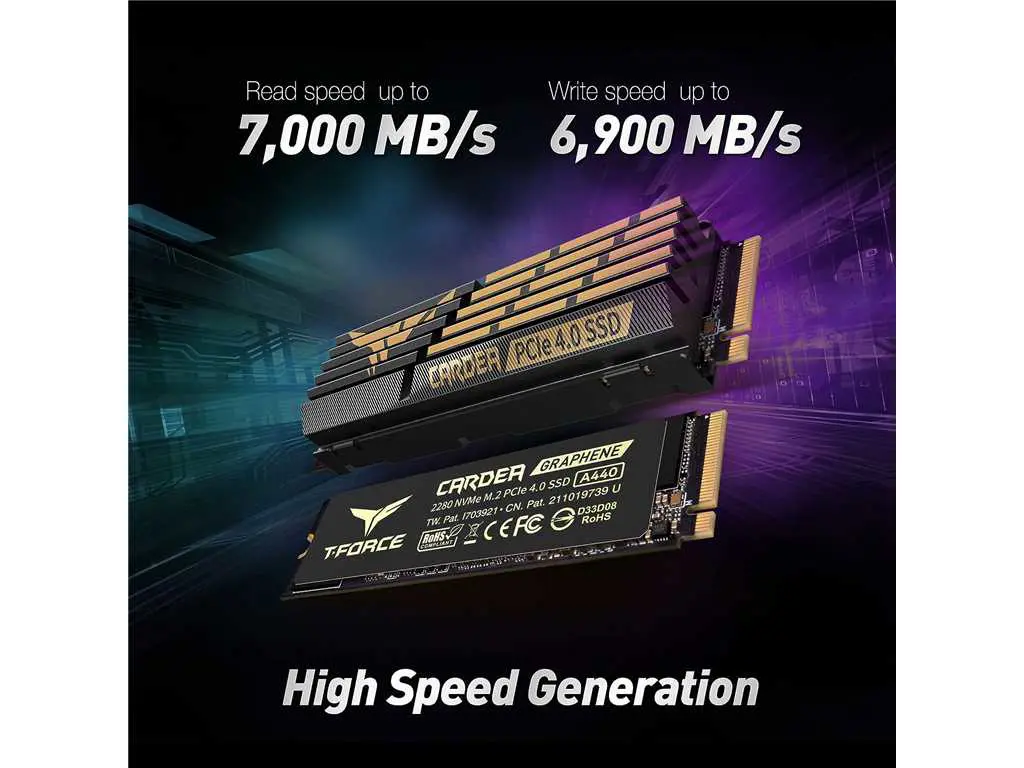 Read speed up to
7,000 MB/s
Write speed up to
6,900 MB/s
CARDEA PCIe 4.0 SSD
CARDEA GRAPHENE
2280 NVMe M.2 PCIe 4.0 SSD A440
TW. Pat. I703921 • CN. Pat. 211019739 U
T-FORCE
RoHS
COMPLIANT
CE FC
D33D08
RoHS
High Speed Generation